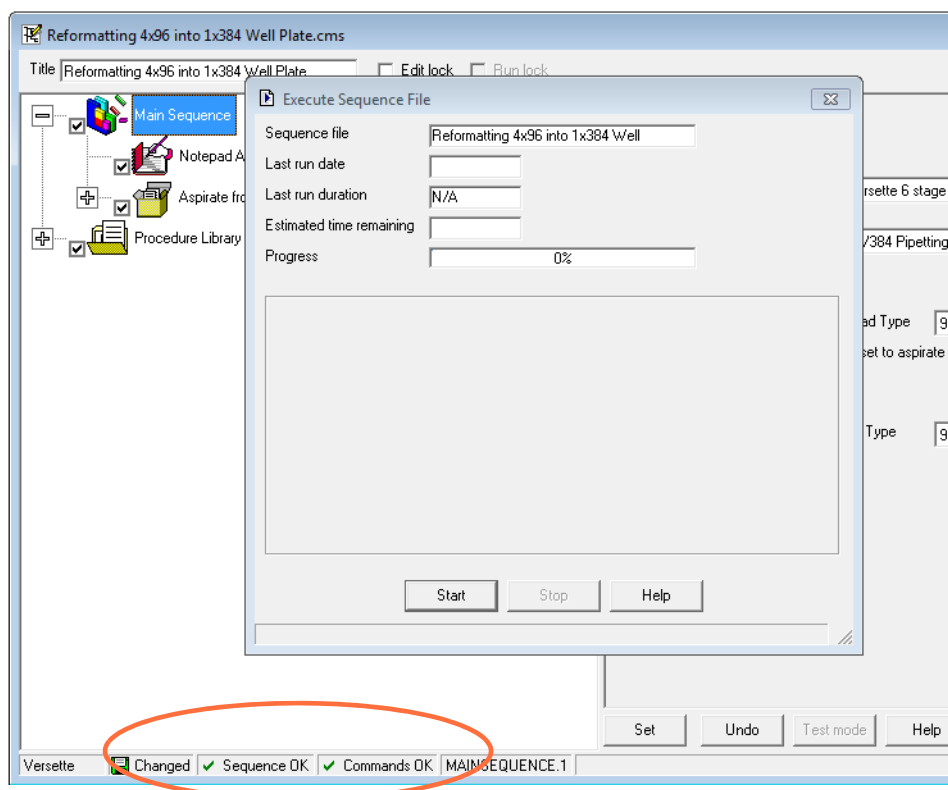 Reformatting 4x96 into 1x384 Well Plate.cms
Title Reformatting 4x96 into 1x384 Well Plate Edit lock Run lock
Main Sequence
Notepad A
Aspirate fro
Procedure Library
Execute Sequence File
Sequence file Reformatting 4x96 into 1x384 Well
Last run date
Last run duration N/A
Estimated time remaining
Progress 0%
Start Stop Help
rsette 6 stage
/384 Pipetting
ad Type 9
set to aspirate
Type 9
Set Undo Test mode Help
Versette Changed Sequence OK Commands OK MAINSEQUENCE.1